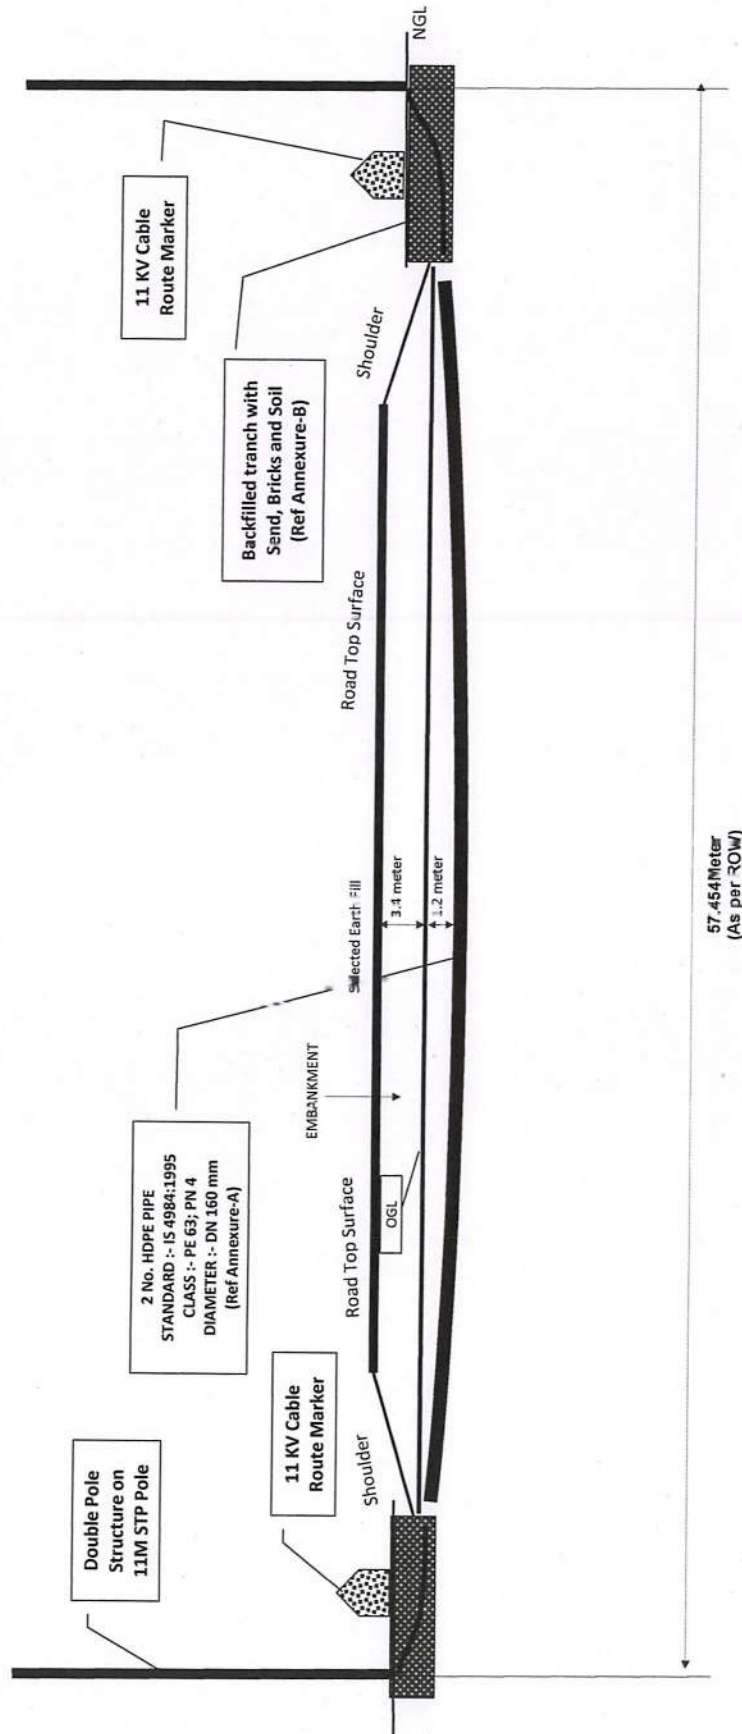 Double Pole
Structure on
11M STP Pole
11 KV Cable
Route Marker
Shoulder
2 No. HDPE PIPE
STANDARD :- IS 4984:1995
CLASS :- PE 63; PN 4
DIAMETER :- DN 160 mm
(Ref Annexure-A)
Road Top Surface
OGL
EMBANKMENT
Selected Earth Fill
3.4 meter
1.2 meter
Road Top Surface
Backfilled tranch with
Send, Bricks and Soil
(Ref Annexure-B)
Shoulder
11 KV Cable
Route Marker
NGL
57.454Meter
(As per ROW)